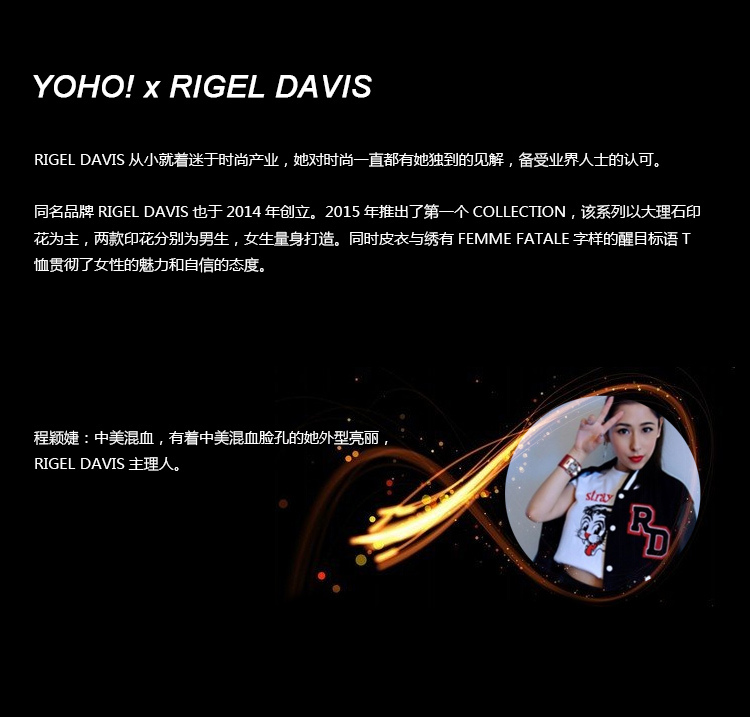 YOHO! x RIGEL DAVIS
RIGEL DAVIS 从小就着迷于时尚产业，她对时尚一直都有她独到的见解，备受业界人士的认可。
同名品牌 RIGEL DAVIS 也于 2014 年创立。2015 年推出了第一个 COLLECTION，该系列以大理石印
花为主，两款印花分别为男生，女生量身打造。同时皮衣与绣有 FEMME FATALE 字样的醒目标语 T
恤贯彻了女性的魅力和自信的态度。
程颖婕：中美混血，有着中美混血脸孔的她外型亮丽，
RIGEL DAVIS 主理人。
RD